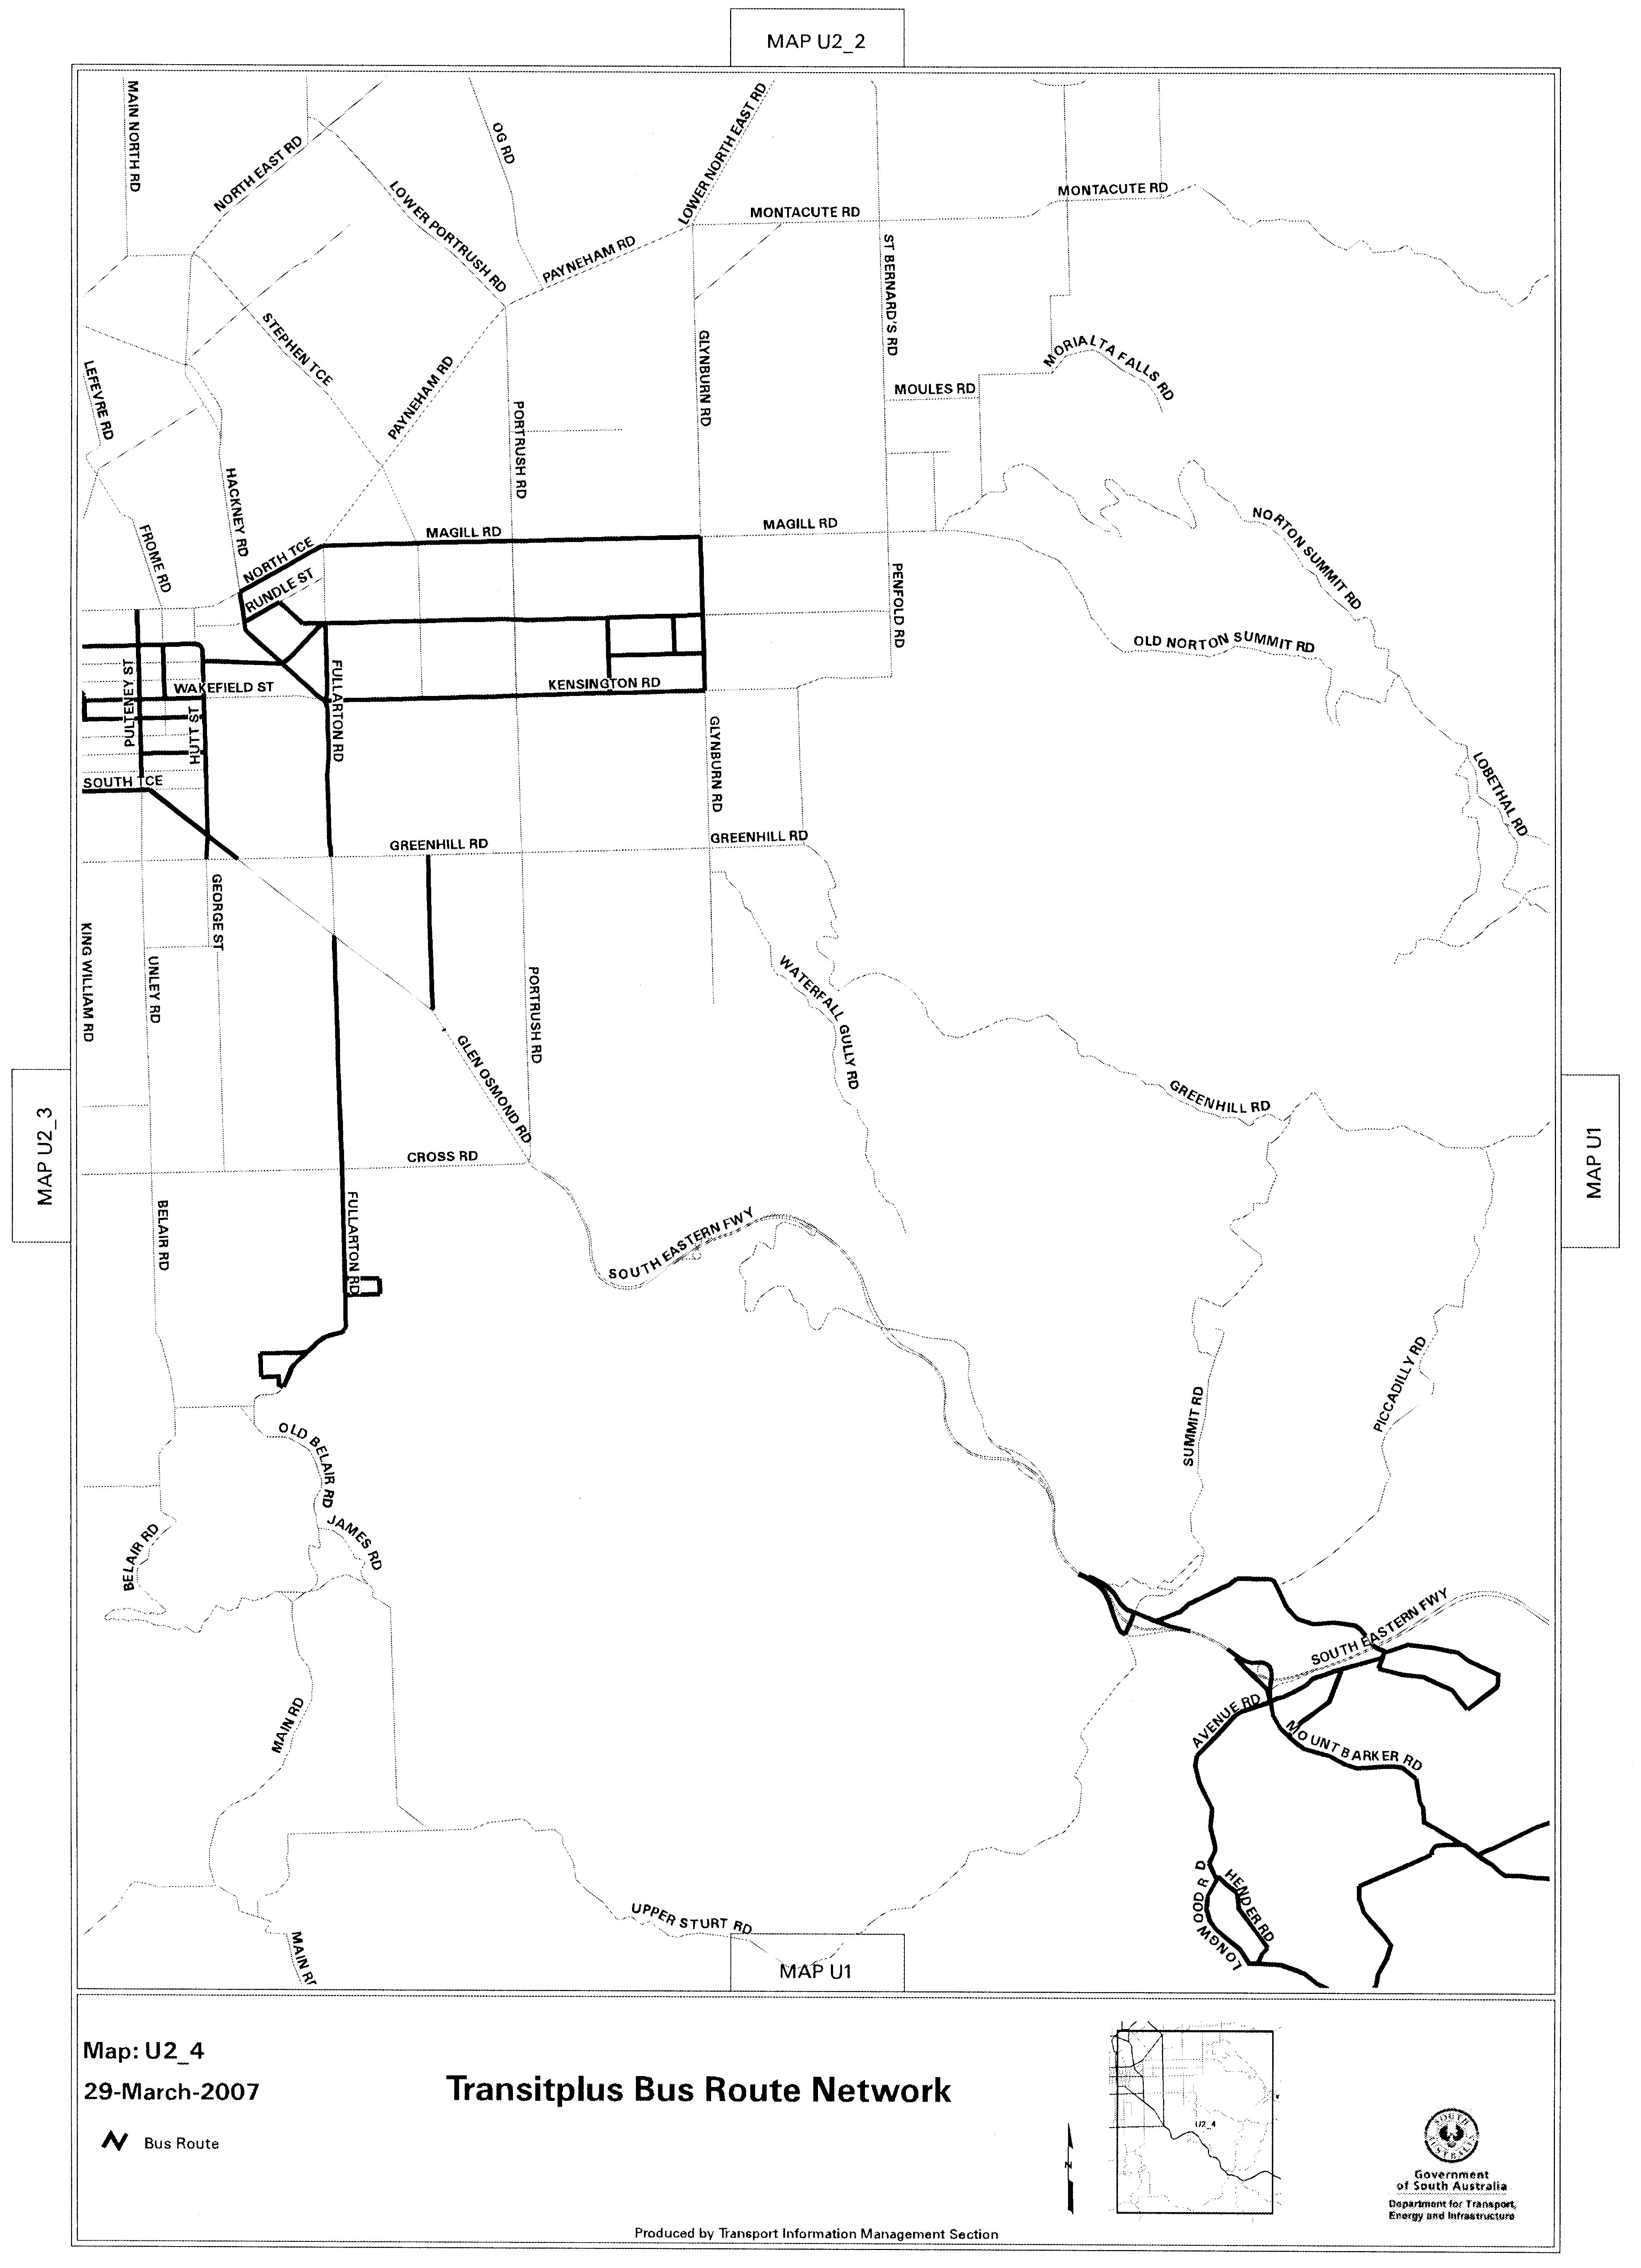 MAP U2_2
MAIN NORTH RD
NORTH EAST RD
OG RD
LOWER NORTH EAST RD
LOWER PORTRUSH RD
MONTACUTE RD
MONTACUTE RD
PAYNEHAM RD
ST BERNARD'S RD
STEPHEN TCE
GLYNBURN RD
MORIALTA FALLS RD
LEFEVRE RD
PAYNEHAM RD
MOULES RD
PORTRUSH RD
HACKNEY RD
NORTON SUMMIT RD
FROME RD
NORTH TCE
MAGILL RD
MAGILL RD
RUNDLE ST
PENFOLD RD
OLD NORTON SUMMIT RD
PULTENEY ST
WAKEFIELD ST
FULLARTON RD
KENSINGTON RD
HUTT ST
GLYNBURN RD
SOUTH TCE
LOBETHAL RD
GREENHILL RD
GREENHILL RD
GEORGE ST
KING WILLIAM RD
UNLEY RD
PORTRUSH RD
WATERFALL GULLY RD
GLEN OSMOND RD
GREENHILL RD
MAP U2_3
MAP U1
CROSS RD
BELAIR RD
FULLARTON RD
SOUTH EASTERN FWY
SUMMIT RD
PICCADILLY RD
OLD BELAIR RD
JAMES RD
BELAIR RD
SOUTH EASTERN FWY
MAIN RD
AVENUE RD
MOUNT BARKER RD
LONGWOOD RD
HENDER RD
UPPER STURT RD
MAIN RD
MAP U1
Map: U2_4
29-March-2007
Bus Route
Transitplus Bus Route Network
N
U2_4
SOUTH AUSTRALIA
Government
of South Australia
Department for Transport,
Energy and Infrastructure
Produced by Transport Information Management Section